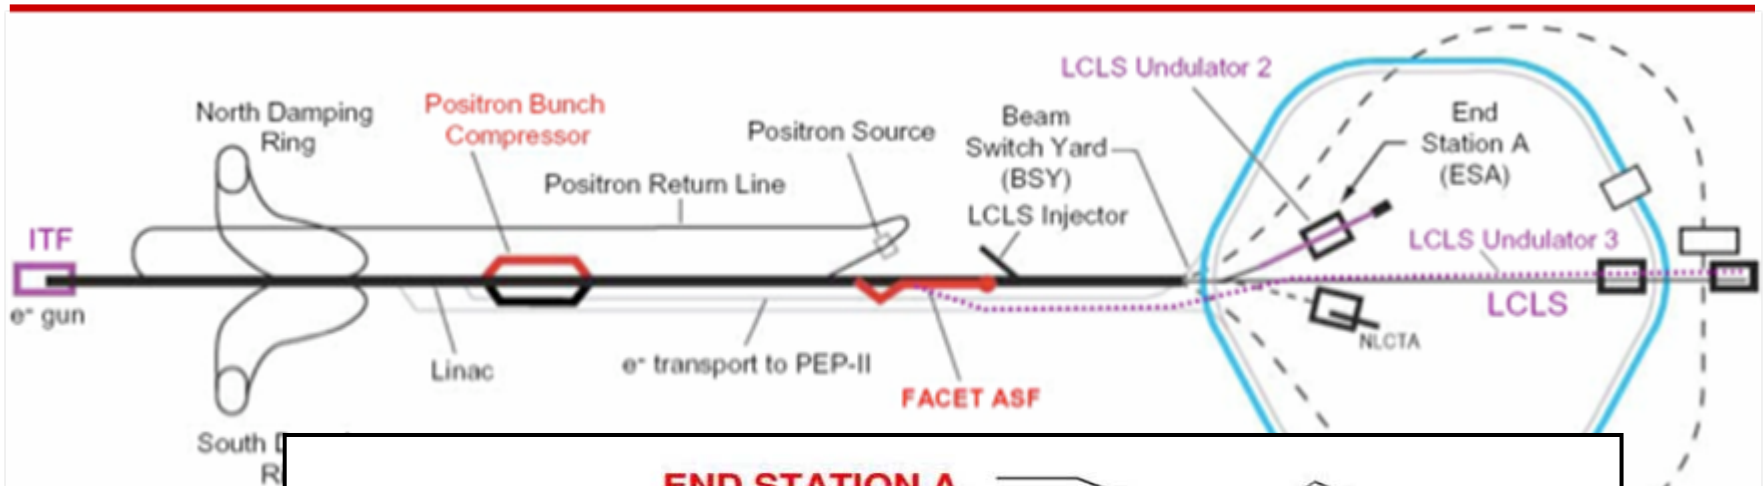 LCLS Undulator 2
North Damping
Ring
Positron Bunch
Compressor
Positron Source
Beam
Switch Yard
(BSY)
End
Station A
(ESA)
Positron Return Line
LCLS Injector
ITF
LCLS Undulator 3
LCLS
e- gun
NLCTA
Linac
e- transport to PEP-II
FACET ASF
South
END STATION A